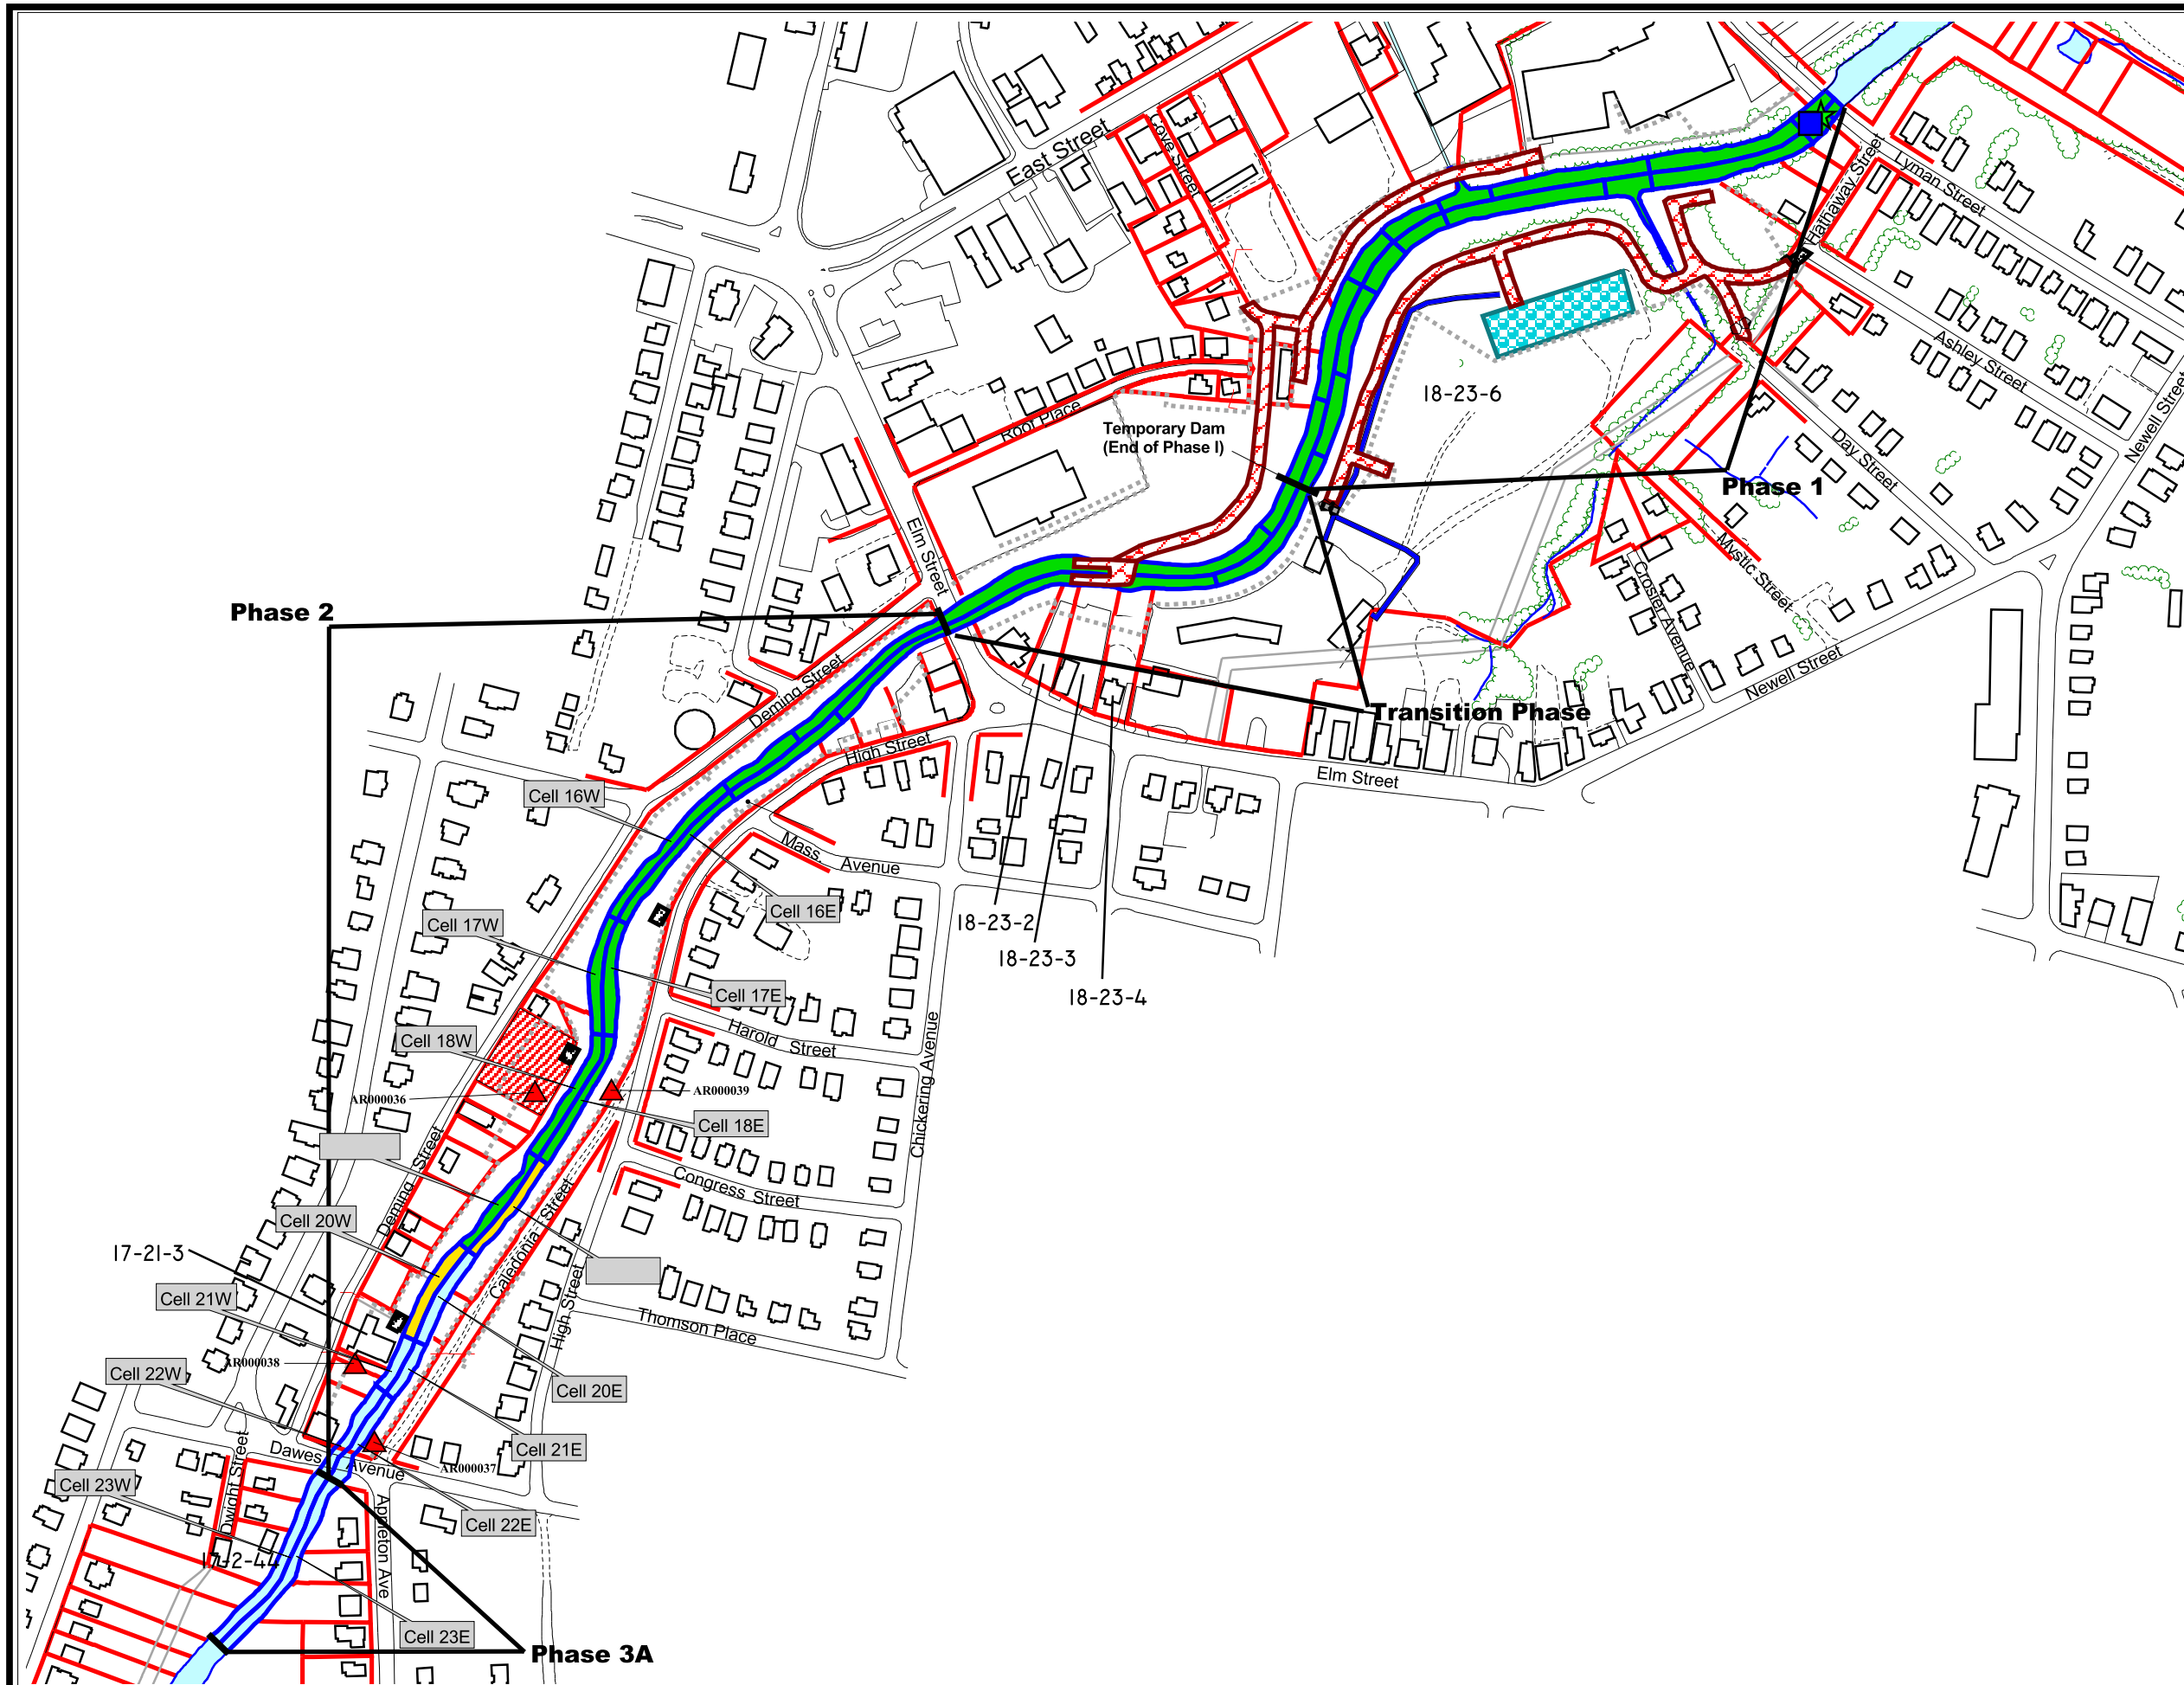 East Street
Cove Street
Lyman Street
Hathaway Street
Ashley Street
Newell Street
18-23-6
Root Place
Temporary Dam
(End of Phase I)
Day Street
Phase 1
Elm Street
Mystic Street
Crosier Avenue
Phase 2
Deming Street
Newell Street
Transition Phase
High Street
Elm Street
Cell 16W
Mass. Avenue
Cell 16E
Cell 17W
18-23-2
18-23-3
18-23-4
Cell 17E
Harold Street
Cell 18W
Chickering Avenue
AR000036
AR000039
Cell 18E
Deming Street
Congress Street
Caledonia Street
Cell 20W
17-21-3
Cell 21W
High Street
Thomson Place
AR000038
Cell 22W
Cell 20E
Cell 21E
Dawes Avenue
AR000037
Dwight Street
Cell 23W
Cell 22E
Appleton Ave
17-2-44
Cell 23E
Phase 3A